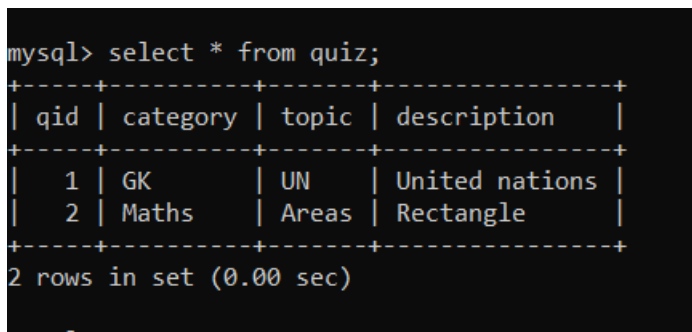 mysql> select * from quiz;
+-----+----------+-------+----------------+
| qid | category | topic | description    |
+-----+----------+-------+----------------+
|   1 | GK       | UN    | United nations |
|   2 | Maths    | Areas | Rectangle      |
+-----+----------+-------+----------------+
2 rows in set (0.00 sec)